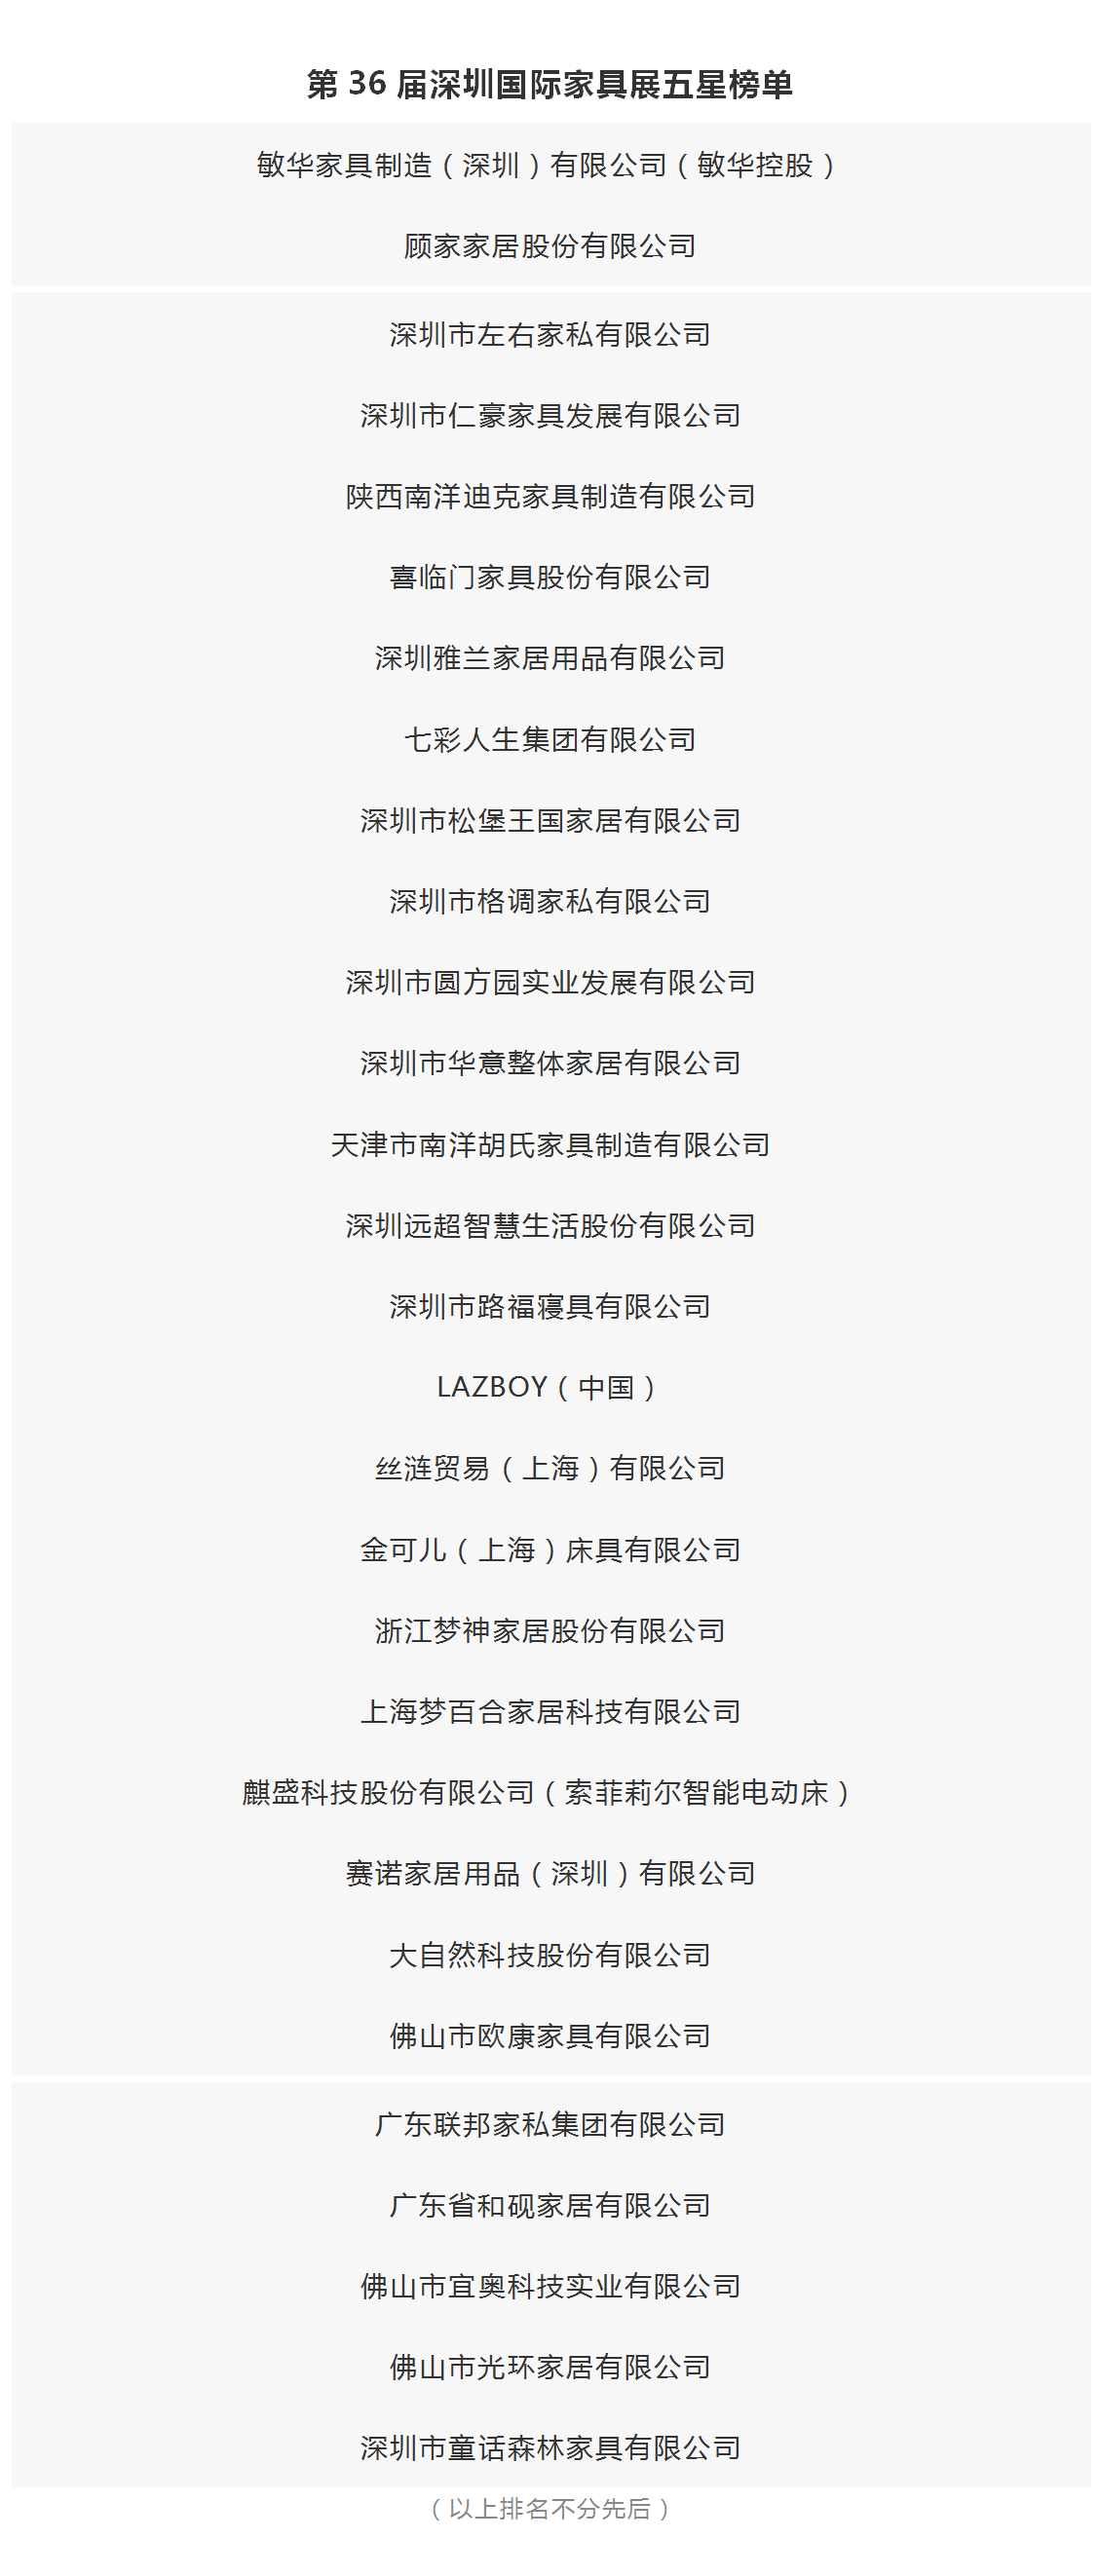 第 36 届深圳国际家具展五星榜单
敏华家具制造（深圳）有限公司（敏华控股）
顾家家居股份有限公司
深圳市左右家私有限公司
深圳市仁豪家具发展有限公司
陕西南洋迪克家具制造有限公司
喜临门家具股份有限公司
深圳雅兰家居用品有限公司
七彩人生集团有限公司
深圳市松堡王国家居有限公司
深圳市格调家私有限公司
深圳市圆方园实业发展有限公司
深圳市华意整体家居有限公司
天津市南洋胡氏家具制造有限公司
深圳远超智慧生活股份有限公司
深圳市路福寝具有限公司
LAZBOY（中国）
丝涟贸易（上海）有限公司
金可儿（上海）床具有限公司
浙江梦神家居股份有限公司
上海梦百合家居科技有限公司
麒盛科技股份有限公司（索菲莉尔智能电动床）
赛诺家居用品（深圳）有限公司
大自然科技股份有限公司
佛山市欧康家具有限公司
广东联邦家私集团有限公司
广东省和砚家居有限公司
佛山市宜奥科技实业有限公司
佛山市光环家居有限公司
深圳市童话森林家具有限公司
（以上排名不分先后）